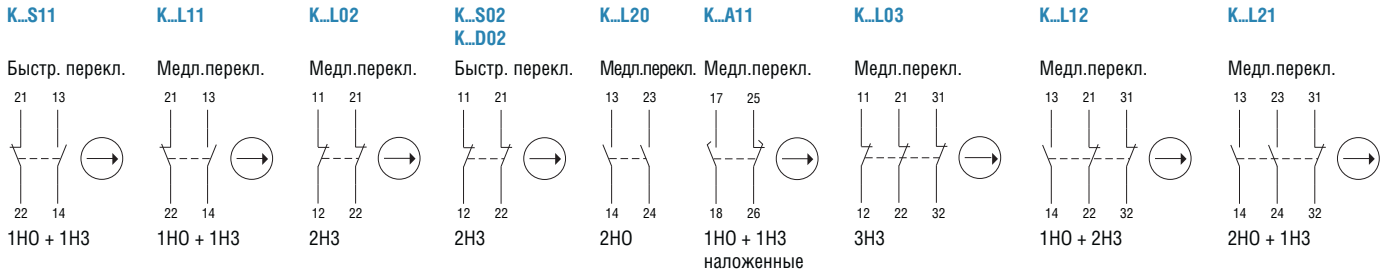 K...S11 K...L11 K...L02 K...S02 K...L20 K...A11 K...L03 K...L12 K...L21
K...D02
Быстр. перекл. Медл.перекл. Медл.перекл. Быстр. перекл. Медл.перекл. Медл.перекл. Медл.перекл. Медл.перекл. Медл.перекл.
21 13 21 13 11 21 11 21 13 23 17 25 11 21 31 13 21 31 13 23 31
22 14 22 14 12 22 12 22 14 24 18 26 12 22 32 14 22 32 14 24 32
1НО + 1НЗ 1НО + 1НЗ 2НЗ 2НЗ 2НО 1НО + 1НЗ 3НЗ 1НО + 2НЗ 2НО + 1НЗ
наложенные